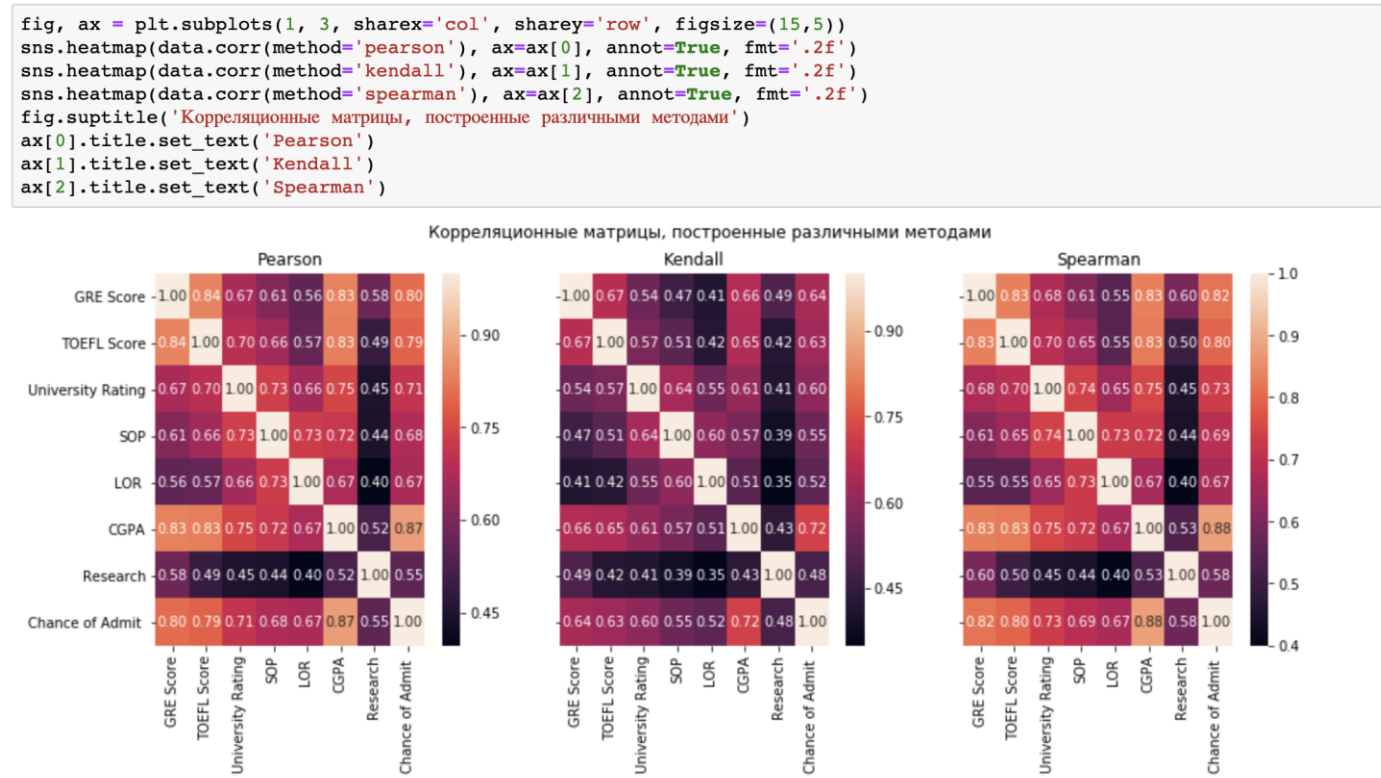 fig, ax = plt.subplots(1, 3, sharex='col', sharey='row', figsize=(15,5))
sns.heatmap(data.corr(method='pearson'), ax=ax[0], annot=True, fmt='.2f')
sns.heatmap(data.corr(method='kendall'), ax=ax[1], annot=True, fmt='.2f')
sns.heatmap(data.corr(method='spearman'), ax=ax[2], annot=True, fmt='.2f')
fig.suptitle('Корреляционные матрицы, построенные различными методами')
ax[0].title.set_text('Pearson')
ax[1].title.set_text('Kendall')
ax[2].title.set_text('Spearman')
Корреляционные матрицы, построенные различными методами
Pearson
GRE Score 1.00 0.84 0.67 0.61 0.56 0.83 0.58 0.80
TOEFL Score 0.84 1.00 0.70 0.66 0.57 0.83 0.49 0.79
University Rating 0.67 0.70 1.00 0.73 0.66 0.75 0.45 0.71
SOP 0.61 0.66 0.73 1.00 0.73 0.72 0.44 0.68
LOR 0.56 0.57 0.66 0.73 1.00 0.67 0.40 0.67
CGPA 0.83 0.83 0.75 0.72 0.67 1.00 0.52 0.87
Research 0.58 0.49 0.45 0.44 0.40 0.52 1.00 0.55
Chance of Admit 0.80 0.79 0.71 0.68 0.67 0.87 0.55 1.00
GRE Score
TOEFL Score
University Rating
SOP
LOR
CGPA
Research
Chance of Admit
0.90
0.75
0.60
0.45
Kendall
1.00 0.67 0.54 0.47 0.41 0.66 0.49 0.64
0.67 1.00 0.57 0.51 0.42 0.65 0.42 0.63
0.54 0.57 1.00 0.64 0.55 0.61 0.41 0.60
0.47 0.51 0.64 1.00 0.60 0.57 0.39 0.55
0.41 0.42 0.55 0.60 1.00 0.51 0.35 0.52
0.66 0.65 0.61 0.57 0.51 1.00 0.43 0.72
0.49 0.42 0.41 0.39 0.35 0.43 1.00 0.48
0.64 0.63 0.60 0.55 0.52 0.72 0.48 1.00
GRE Score
TOEFL Score
University Rating
SOP
LOR
CGPA
Research
Chance of Admit
0.90
0.75
0.60
0.45
Spearman
1.00 0.83 0.68 0.61 0.55 0.83 0.60 0.82
0.83 1.00 0.70 0.65 0.55 0.83 0.50 0.80
0.68 0.70 1.00 0.74 0.65 0.75 0.45 0.73
0.61 0.65 0.74 1.00 0.73 0.72 0.44 0.69
0.55 0.55 0.65 0.73 1.00 0.67 0.40 0.67
0.83 0.83 0.75 0.72 0.67 1.00 0.53 0.88
0.60 0.50 0.45 0.44 0.40 0.53 1.00 0.58
0.82 0.80 0.73 0.69 0.67 0.88 0.58 1.00
GRE Score
TOEFL Score
University Rating
SOP
LOR
CGPA
Research
Chance of Admit
1.0
0.9
0.8
0.7
0.6
0.5
0.4